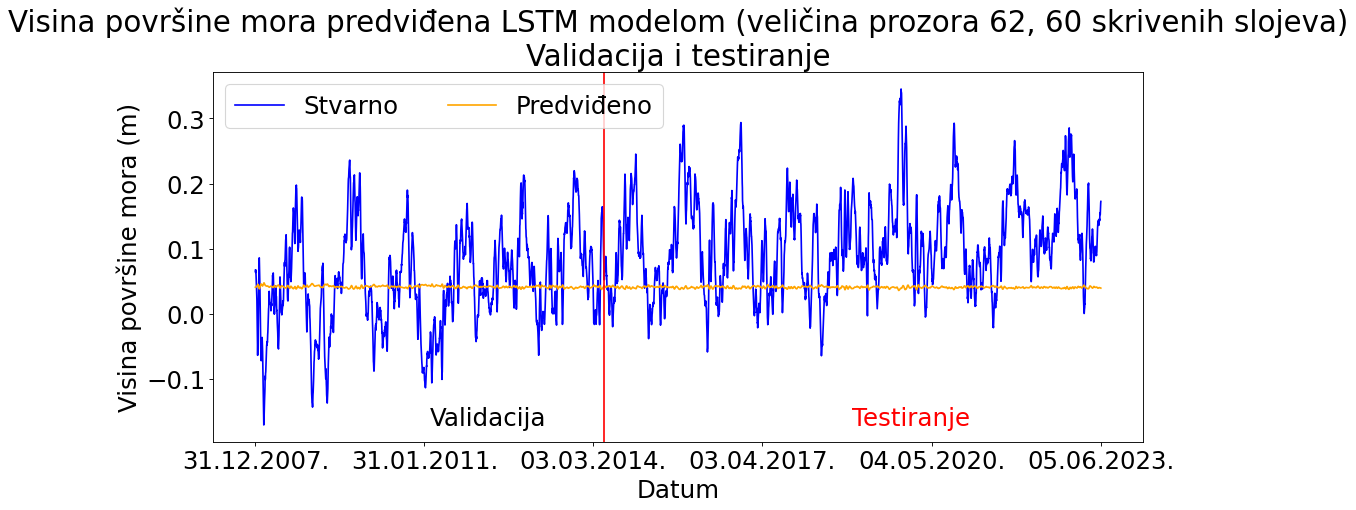 Visina površine mora predviđena LSTM modelom (veličina prozora 62, 60 skrivenih slojeva)
Validacija i testiranje
Stvarno
Predviđeno
Visina površine mora (m)
0.3
0.2
0.1
0.0
−0.1
Validacija
Testiranje
31.12.2007.
31.01.2011.
03.03.2014.
03.04.2017.
04.05.2020.
05.06.2023.
Datum